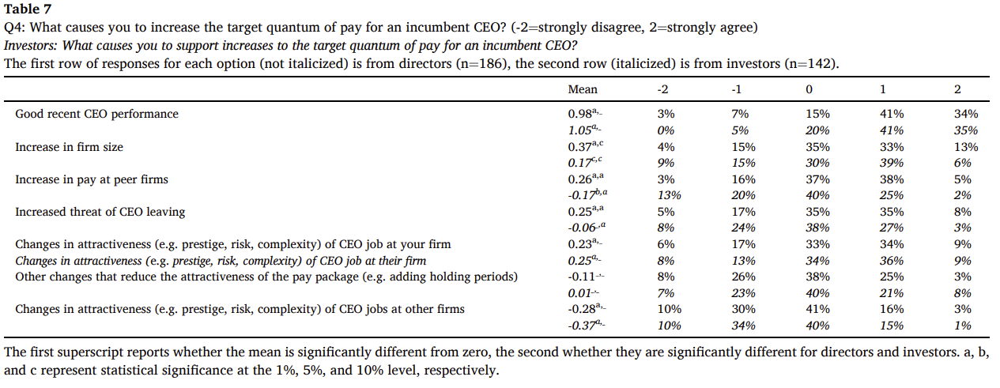 Table 7
Q4: What causes you to increase the target quantum of pay for an incumbent CEO? (-2=strongly disagree, 2=strongly agree)
Investors: What causes you to support increases to the target quantum of pay for an incumbent CEO?
The first row of responses for each option (not italicized) is from directors (n=186), the second row (italicized) is from investors (n=142).
Mean -2 -1 0 1 2
Good recent CEO performance 0.98a,- 3% 7% 15% 41% 34%
1.05a,- 0% 5% 20% 41% 35%
Increase in firm size 0.37a,c 4% 15% 35% 33% 13%
0.17c,c 9% 15% 30% 39% 6%
Increase in pay at peer firms 0.26a,a 3% 16% 37% 38% 5%
-0.17b,a 13% 20% 40% 25% 2%
Increased threat of CEO leaving 0.25a,a 5% 17% 35% 35% 8%
-0.06-,a 8% 24% 38% 27% 3%
Changes in attractiveness (e.g. prestige, risk, complexity) of CEO job at your firm 0.23a,- 6% 17% 33% 34% 9%
Changes in attractiveness (e.g. prestige, risk, complexity) of CEO job at their firm 0.25a,- 8% 13% 34% 36% 9%
Other changes that reduce the attractiveness of the pay package (e.g. adding holding periods) -0.11-,- 8% 26% 38% 25% 3%
0.01-,- 7% 23% 40% 21% 8%
Changes in attractiveness (e.g. prestige, risk, complexity) of CEO jobs at other firms -0.28a,- 10% 30% 41% 16% 3%
-0.37a,- 10% 34% 40% 15% 1%
The first superscript reports whether the mean is significantly different from zero, the second whether they are significantly different for directors and investors. a, b,
and c represent statistical significance at the 1%, 5%, and 10% level, respectively.